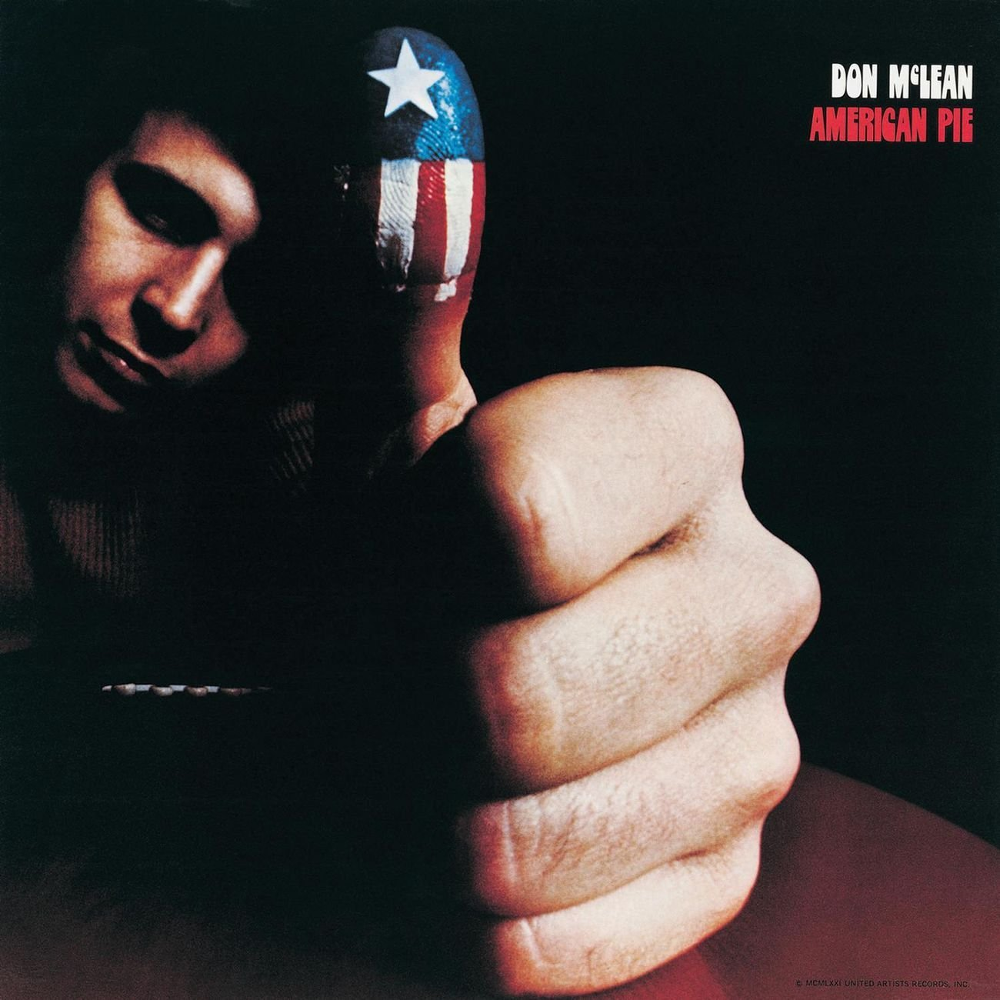 DON McLEAN
AMERICAN PIE
© MCMLXXI UNITED ARTISTS RECORDS, INC.